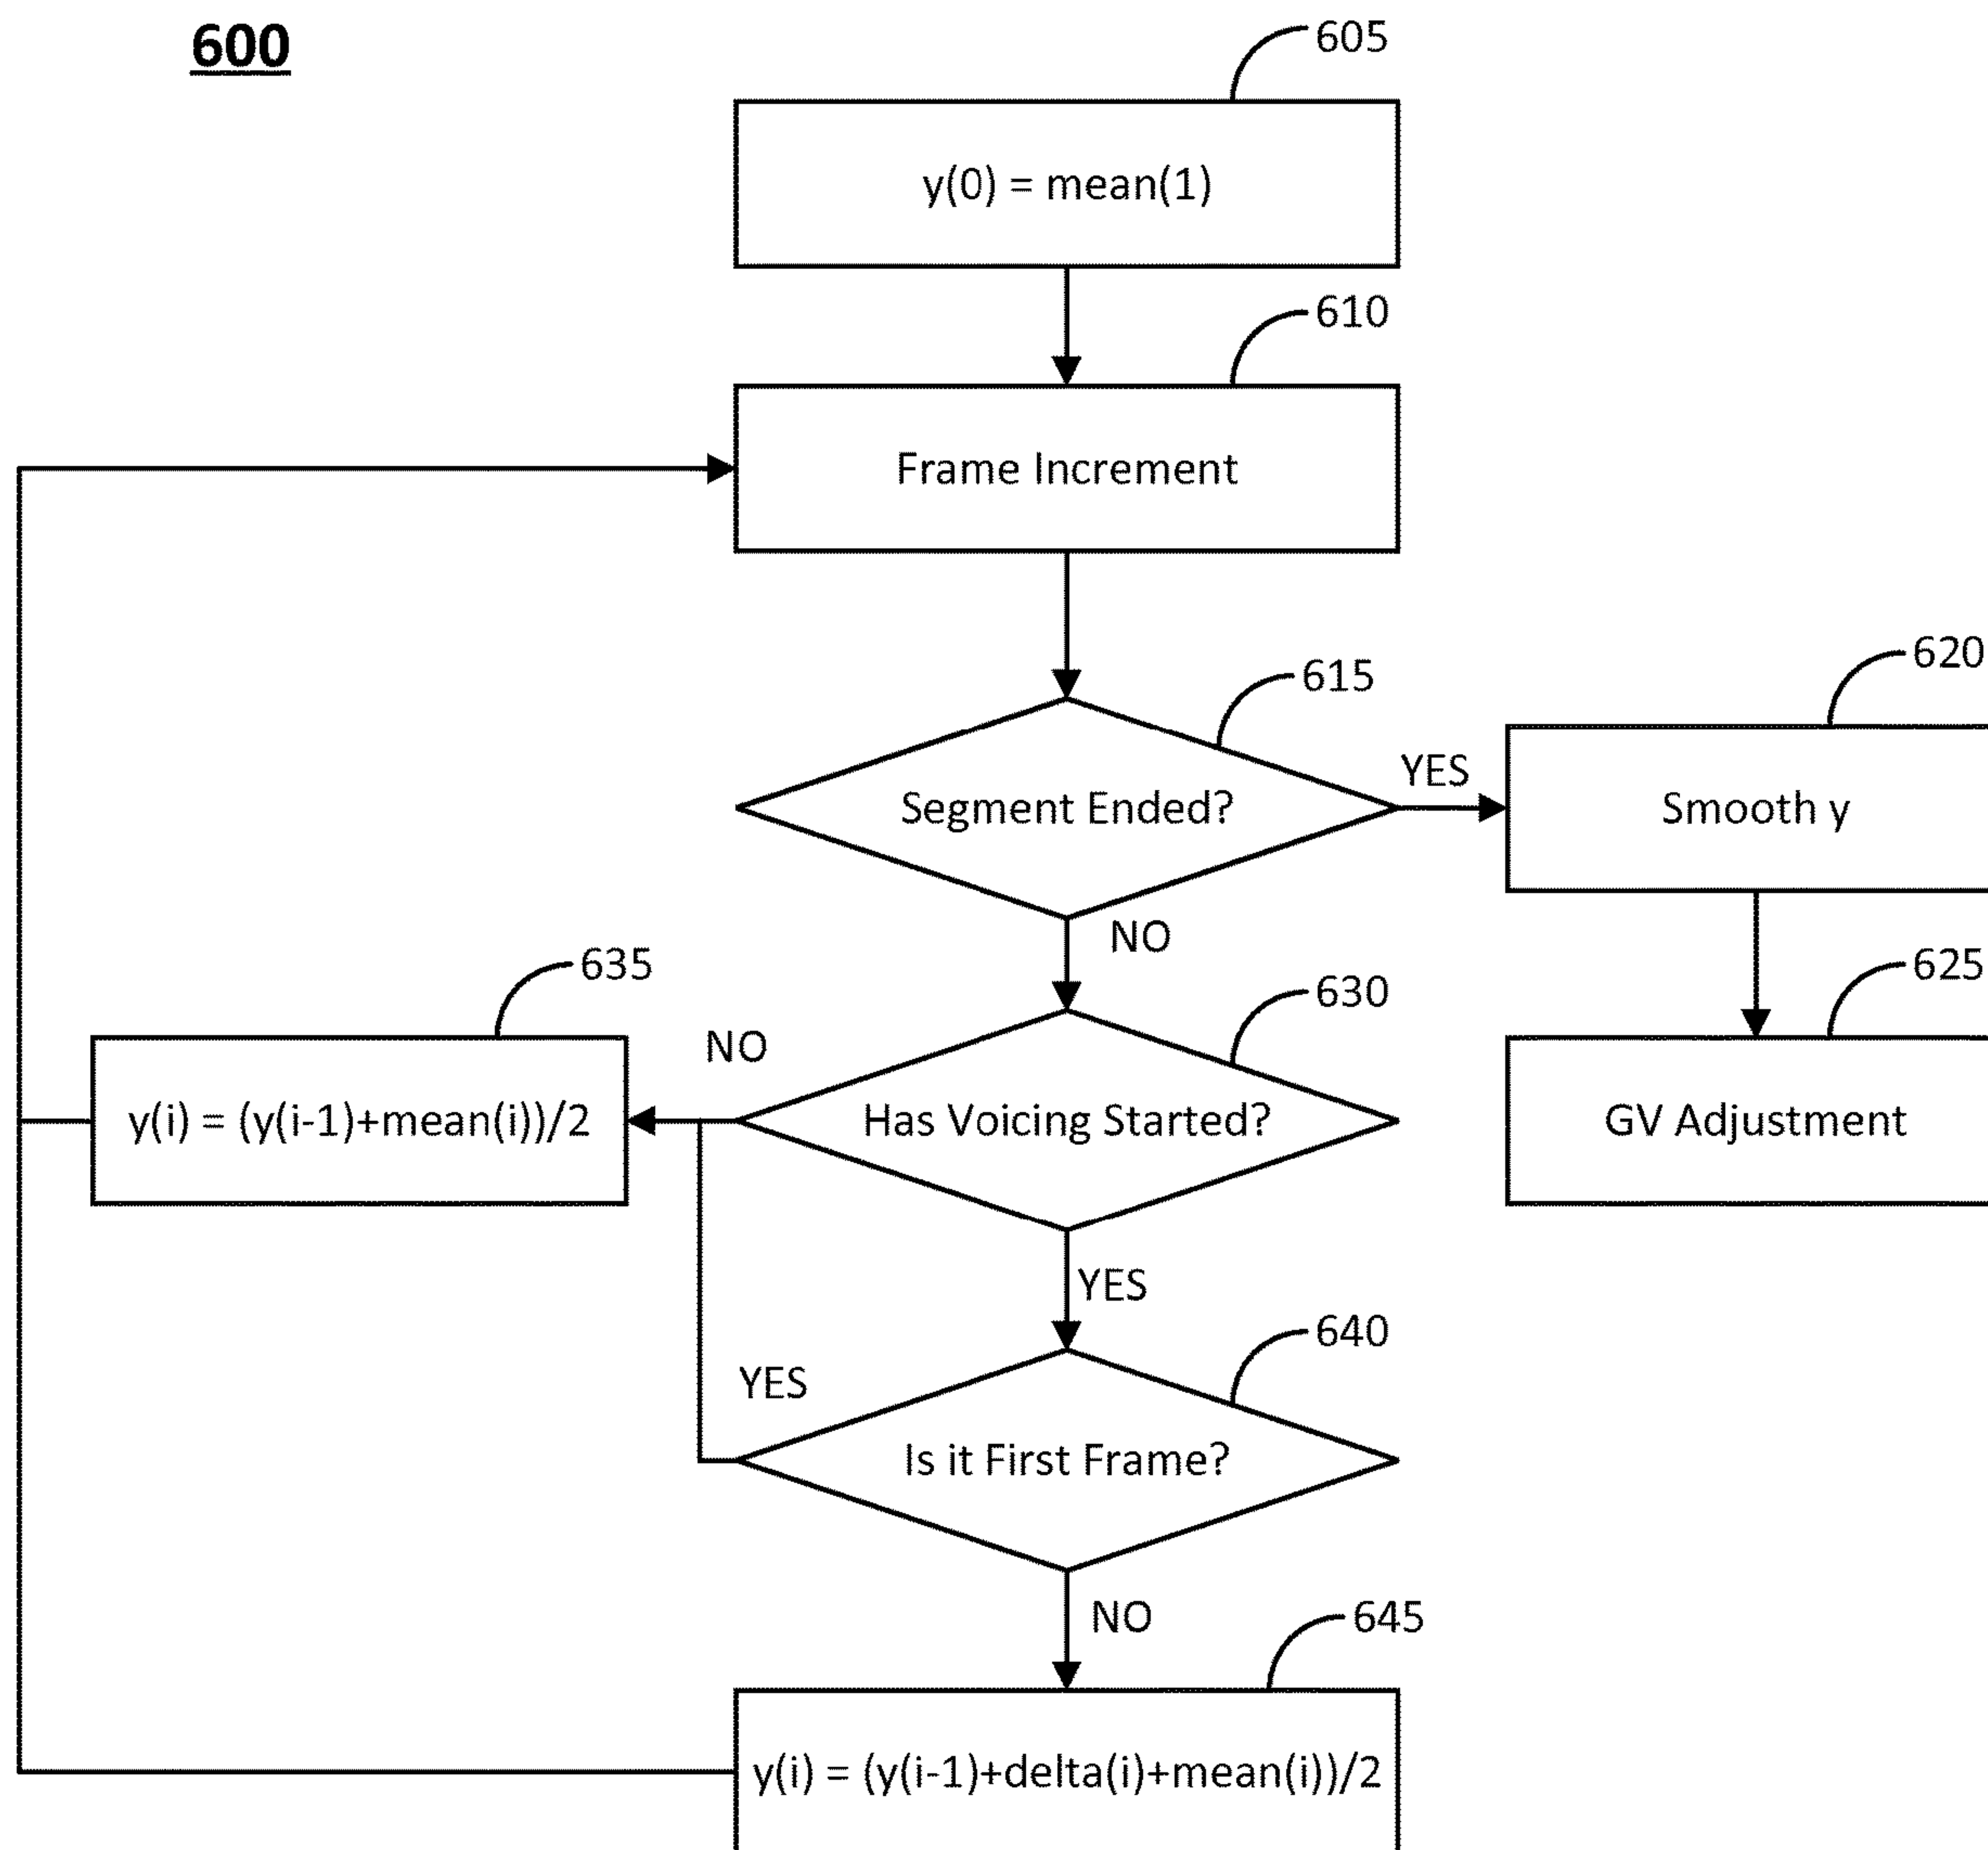 600
605
y(0) = mean(1)
610
Frame Increment
615
Segment Ended?
YES
620
Smooth y
NO
635
630
625
NO
y(i) = (y(i-1)+mean(i))/2
Has Voicing Started?
GV Adjustment
YES
640
YES
Is it First Frame?
NO
645
y(i) = (y(i-1)+delta(i)+mean(i))/2